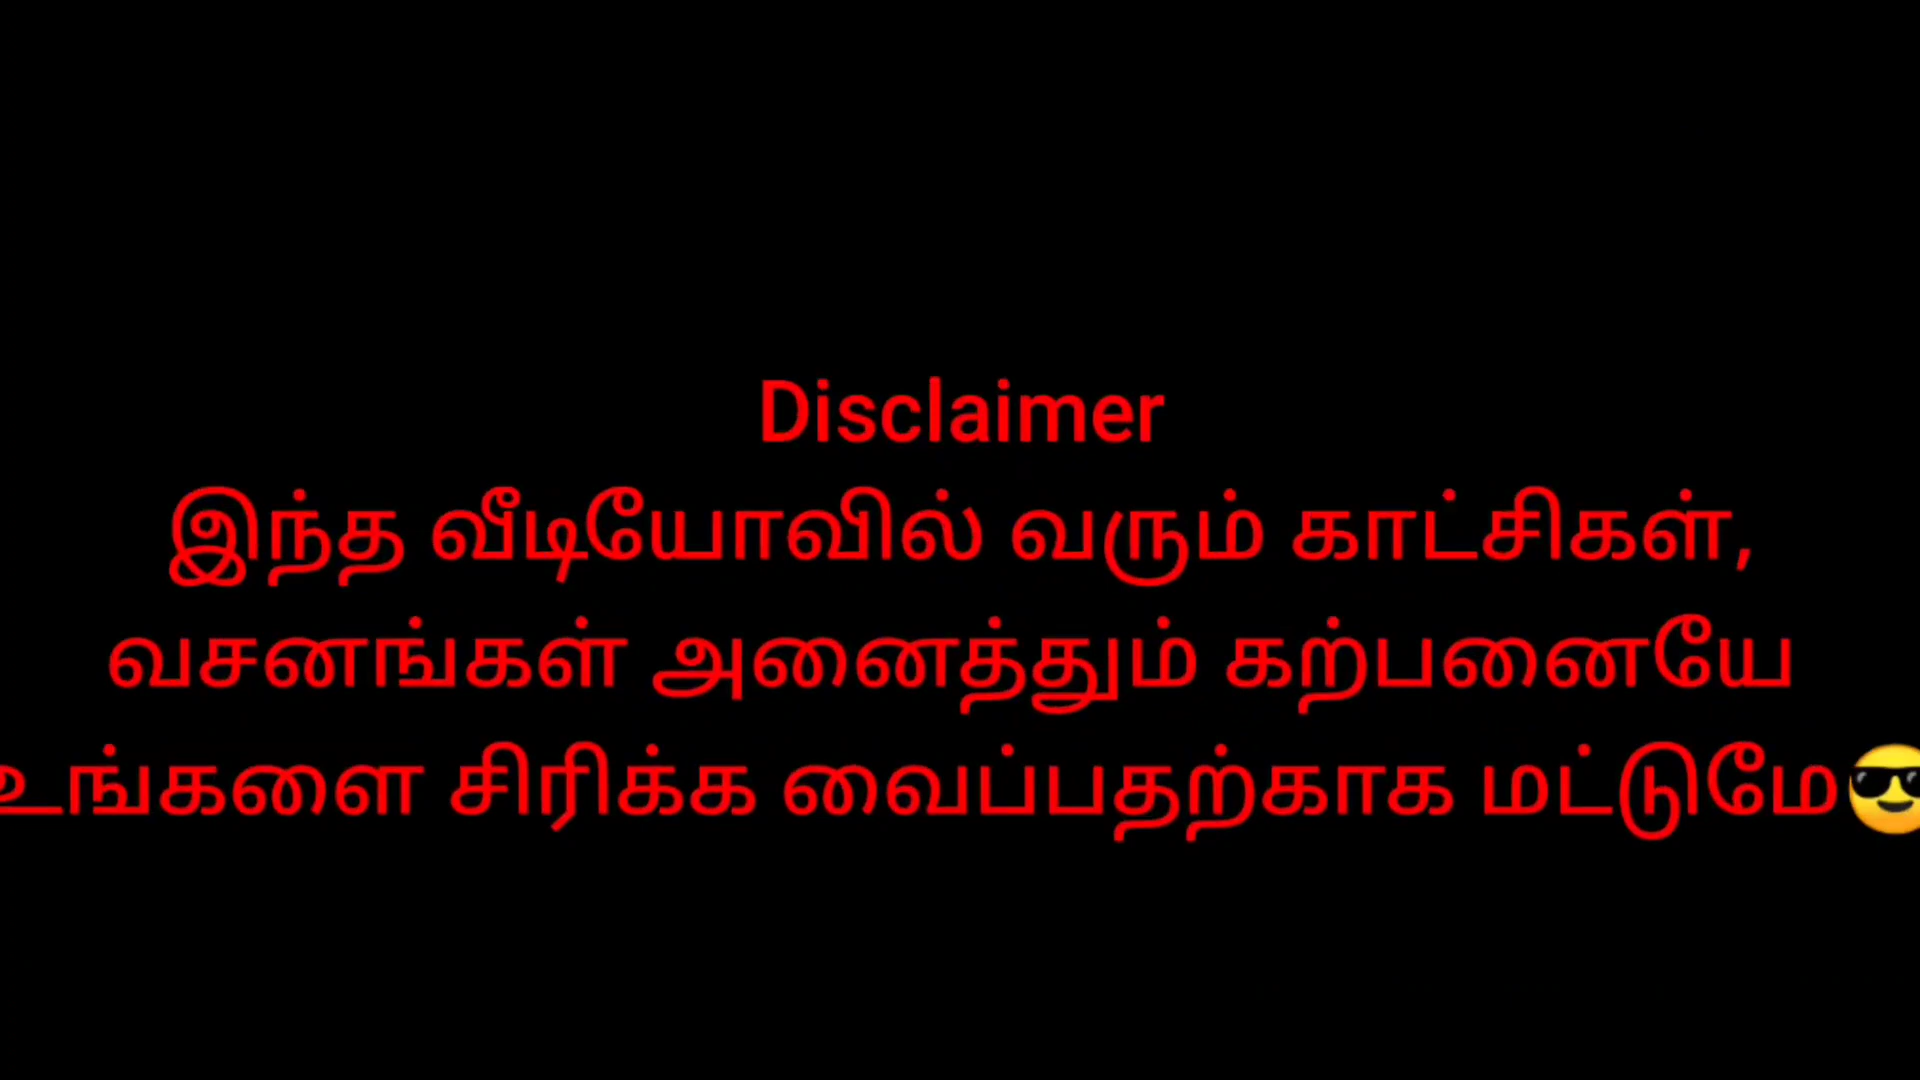 Disclaimer
இந்த வீடியோவில் வரும் காட்சிகள்,
வசனங்கள் அனைத்தும் கற்பனையே
உங்களை சிரிக்க வைப்பதற்காக மட்டுமே😎